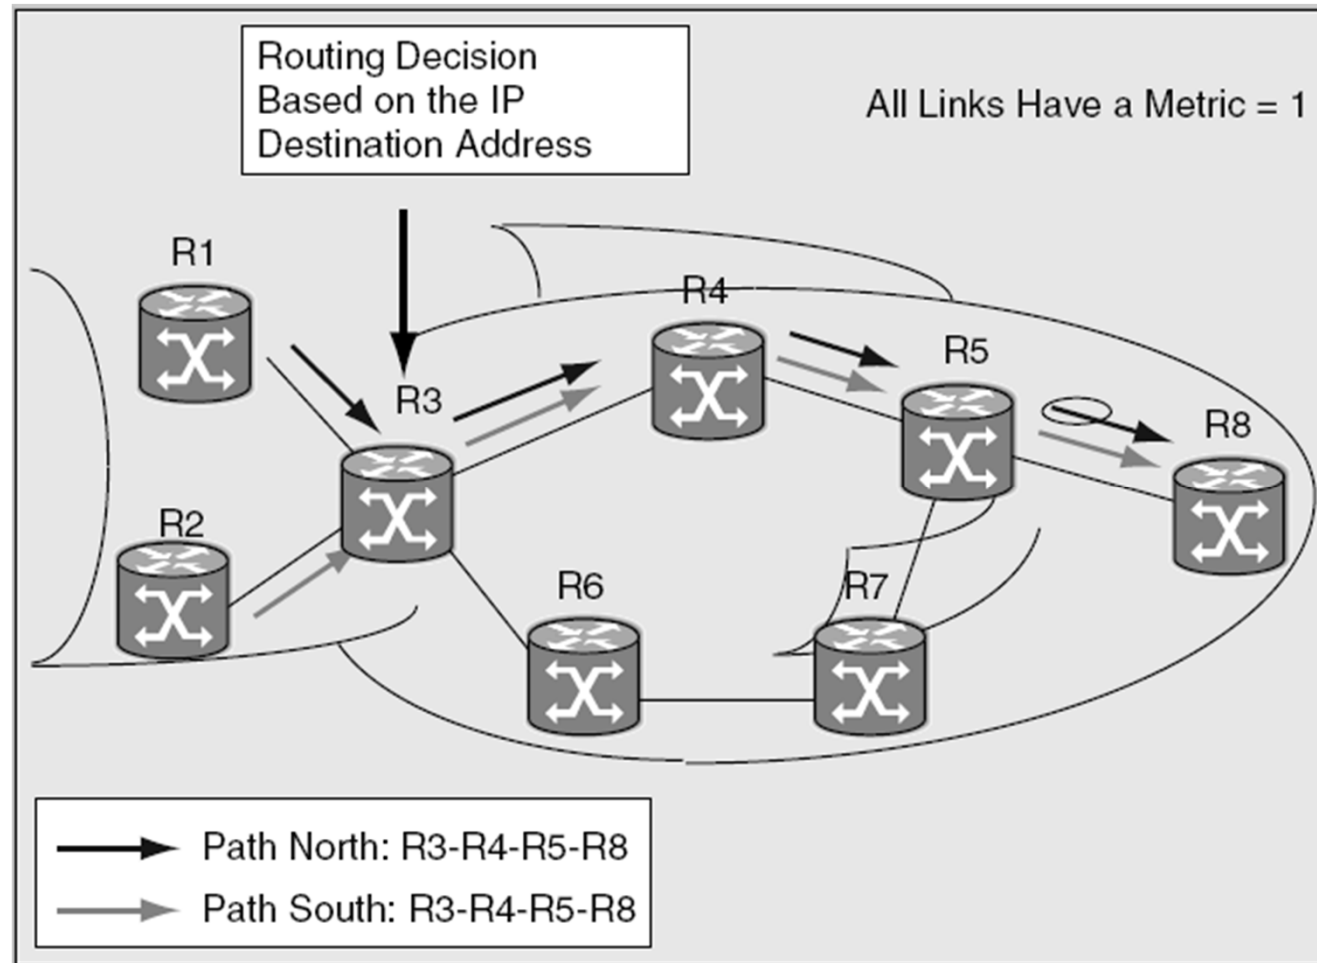 Routing Decision
Based on the IP
Destination Address
All Links Have a Metric = 1
R1
R4
R5
R3
R8
R2
R6
R7
Path North: R3-R4-R5-R8
Path South: R3-R4-R5-R8